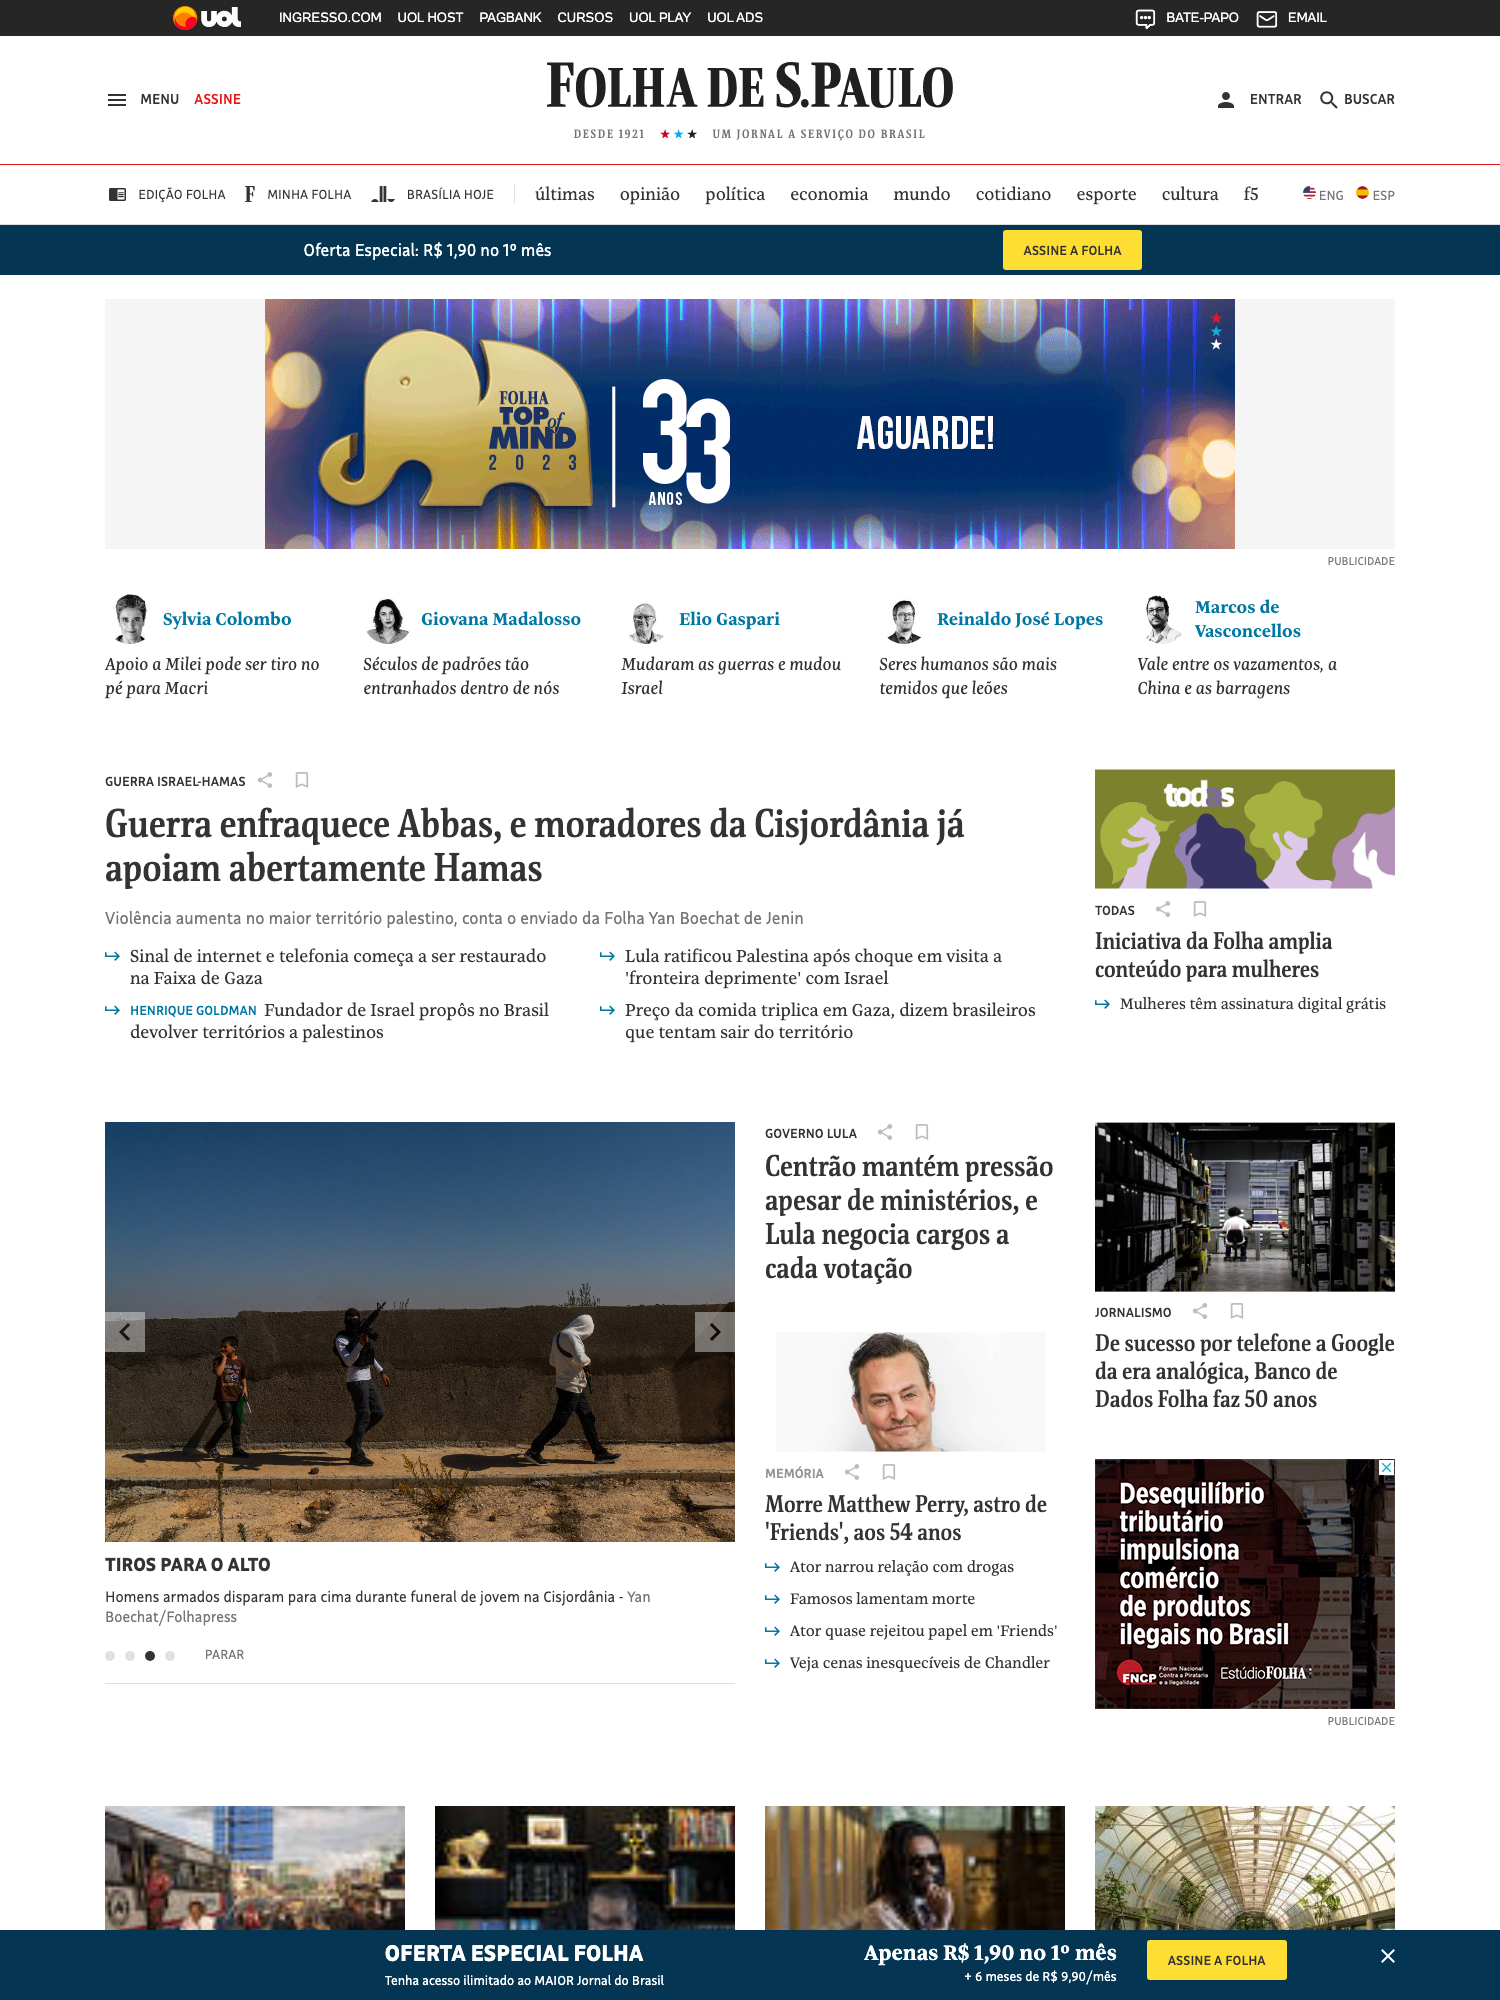 uol INGRESSO.COM UOL HOST PAGBANK CURSOS UOL PLAY UOL ADS BATE-PAPO EMAIL
MENU ASSINE
FOLHA DE S.PAULO
ENTRAR BUSCAR
DESDE 1921 ★★★ UM JORNAL A SERVIÇO DO BRASIL
EDIÇÃO FOLHA F MINHA FOLHA BRASÍLIA HOJE últimas opinião política economia mundo cotidiano esporte cultura f5 ENG ESP
Oferta Especial: R$ 1,90 no 1º mês ASSINE A FOLHA
FOLHA
TOP of
MIND
2023
33
ANOS
AGUARDE!
PUBLICIDADE
Sylvia Colombo
Apoio a Milei pode ser tiro no
pé para Macri
Giovana Madalosso
Séculos de padrões tão
entranhados dentro de nós
Elio Gaspari
Mudaram as guerras e mudou
Israel
Reinaldo José Lopes
Seres humanos são mais
temidos que leões
Marcos de
Vasconcellos
Vale entre os vazamentos, a
China e as barragens
GUERRA ISRAEL-HAMAS
Guerra enfraquece Abbas, e moradores da Cisjordânia já
apoiam abertamente Hamas
Violência aumenta no maior território palestino, conta o enviado da Folha Yan Boechat de Jenin
Sinal de internet e telefonia começa a ser restaurado
na Faixa de Gaza
HENRIQUE GOLDMAN Fundador de Israel propôs no Brasil
devolver territórios a palestinos
Lula ratificou Palestina após choque em visita a
'fronteira deprimente' com Israel
Preço da comida triplica em Gaza, dizem brasileiros
que tentam sair do território
todas
TODAS
Iniciativa da Folha amplia
conteúdo para mulheres
Mulheres têm assinatura digital grátis
TIROS PARA O ALTO
Homens armados disparam para cima durante funeral de jovem na Cisjordânia - Yan
Boechat/Folhapress
PARAR
GOVERNO LULA
Centrão mantém pressão
apesar de ministérios, e
Lula negocia cargos a
cada votação
MEMÓRIA
Morre Matthew Perry, astro de
'Friends', aos 54 anos
Ator narrou relação com drogas
Famosos lamentam morte
Ator quase rejeitou papel em 'Friends'
Veja cenas inesquecíveis de Chandler
JORNALISMO
De sucesso por telefone a Google
da era analógica, Banco de
Dados Folha faz 50 anos
Desequilíbrio
tributário
impulsiona
comércio
de produtos
ilegais no Brasil
FNCP
Fórum Nacional
Contra a Pirataria
e a Ilegalidade
EstúdioFOLHA
PUBLICIDADE
OFERTA ESPECIAL FOLHA
Tenha acesso ilimitado ao MAIOR Jornal do Brasil
Apenas R$ 1,90 no 1º mês
+ 6 meses de R$ 9,90/mês
ASSINE A FOLHA